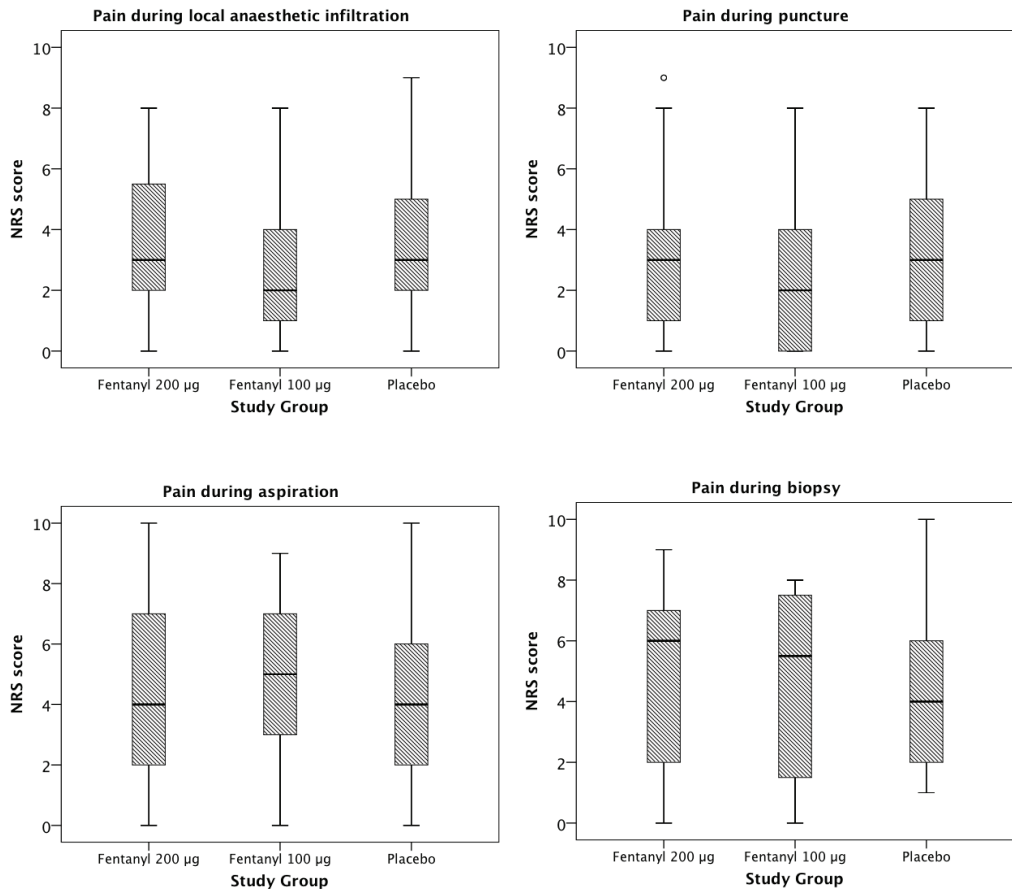 Pain during local anaesthetic infiltration
10
8
6
4
2
0
NRS score
Fentanyl 200 µg Fentanyl 100 µg Placebo
Study Group
Pain during puncture
10
8
6
4
2
0
NRS score
Fentanyl 200 µg Fentanyl 100 µg Placebo
Study Group
Pain during aspiration
10
8
6
4
2
0
NRS score
Fentanyl 200 µg Fentanyl 100 µg Placebo
Study Group
Pain during biopsy
10
8
6
4
2
0
NRS score
Fentanyl 200 µg Fentanyl 100 µg Placebo
Study Group